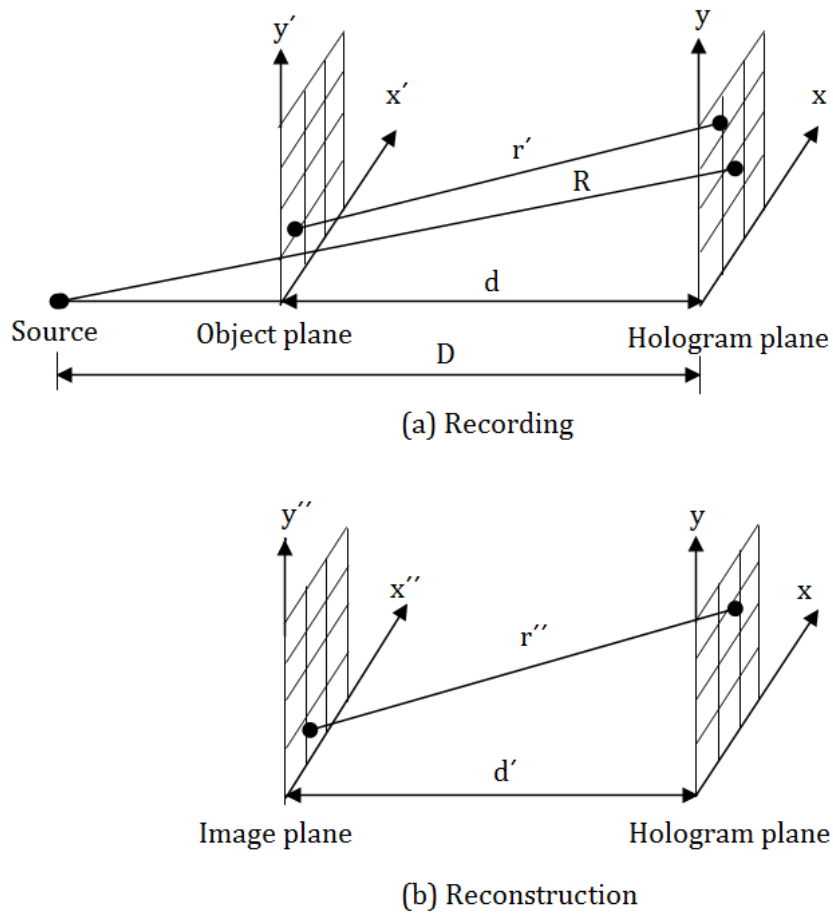 y´
y
x´
x
r´
R
d
Source
Object plane
Hologram plane
D
(a) Recording
y´´
y
x´´
x
r´´
d´
Image plane
Hologram plane
(b) Reconstruction